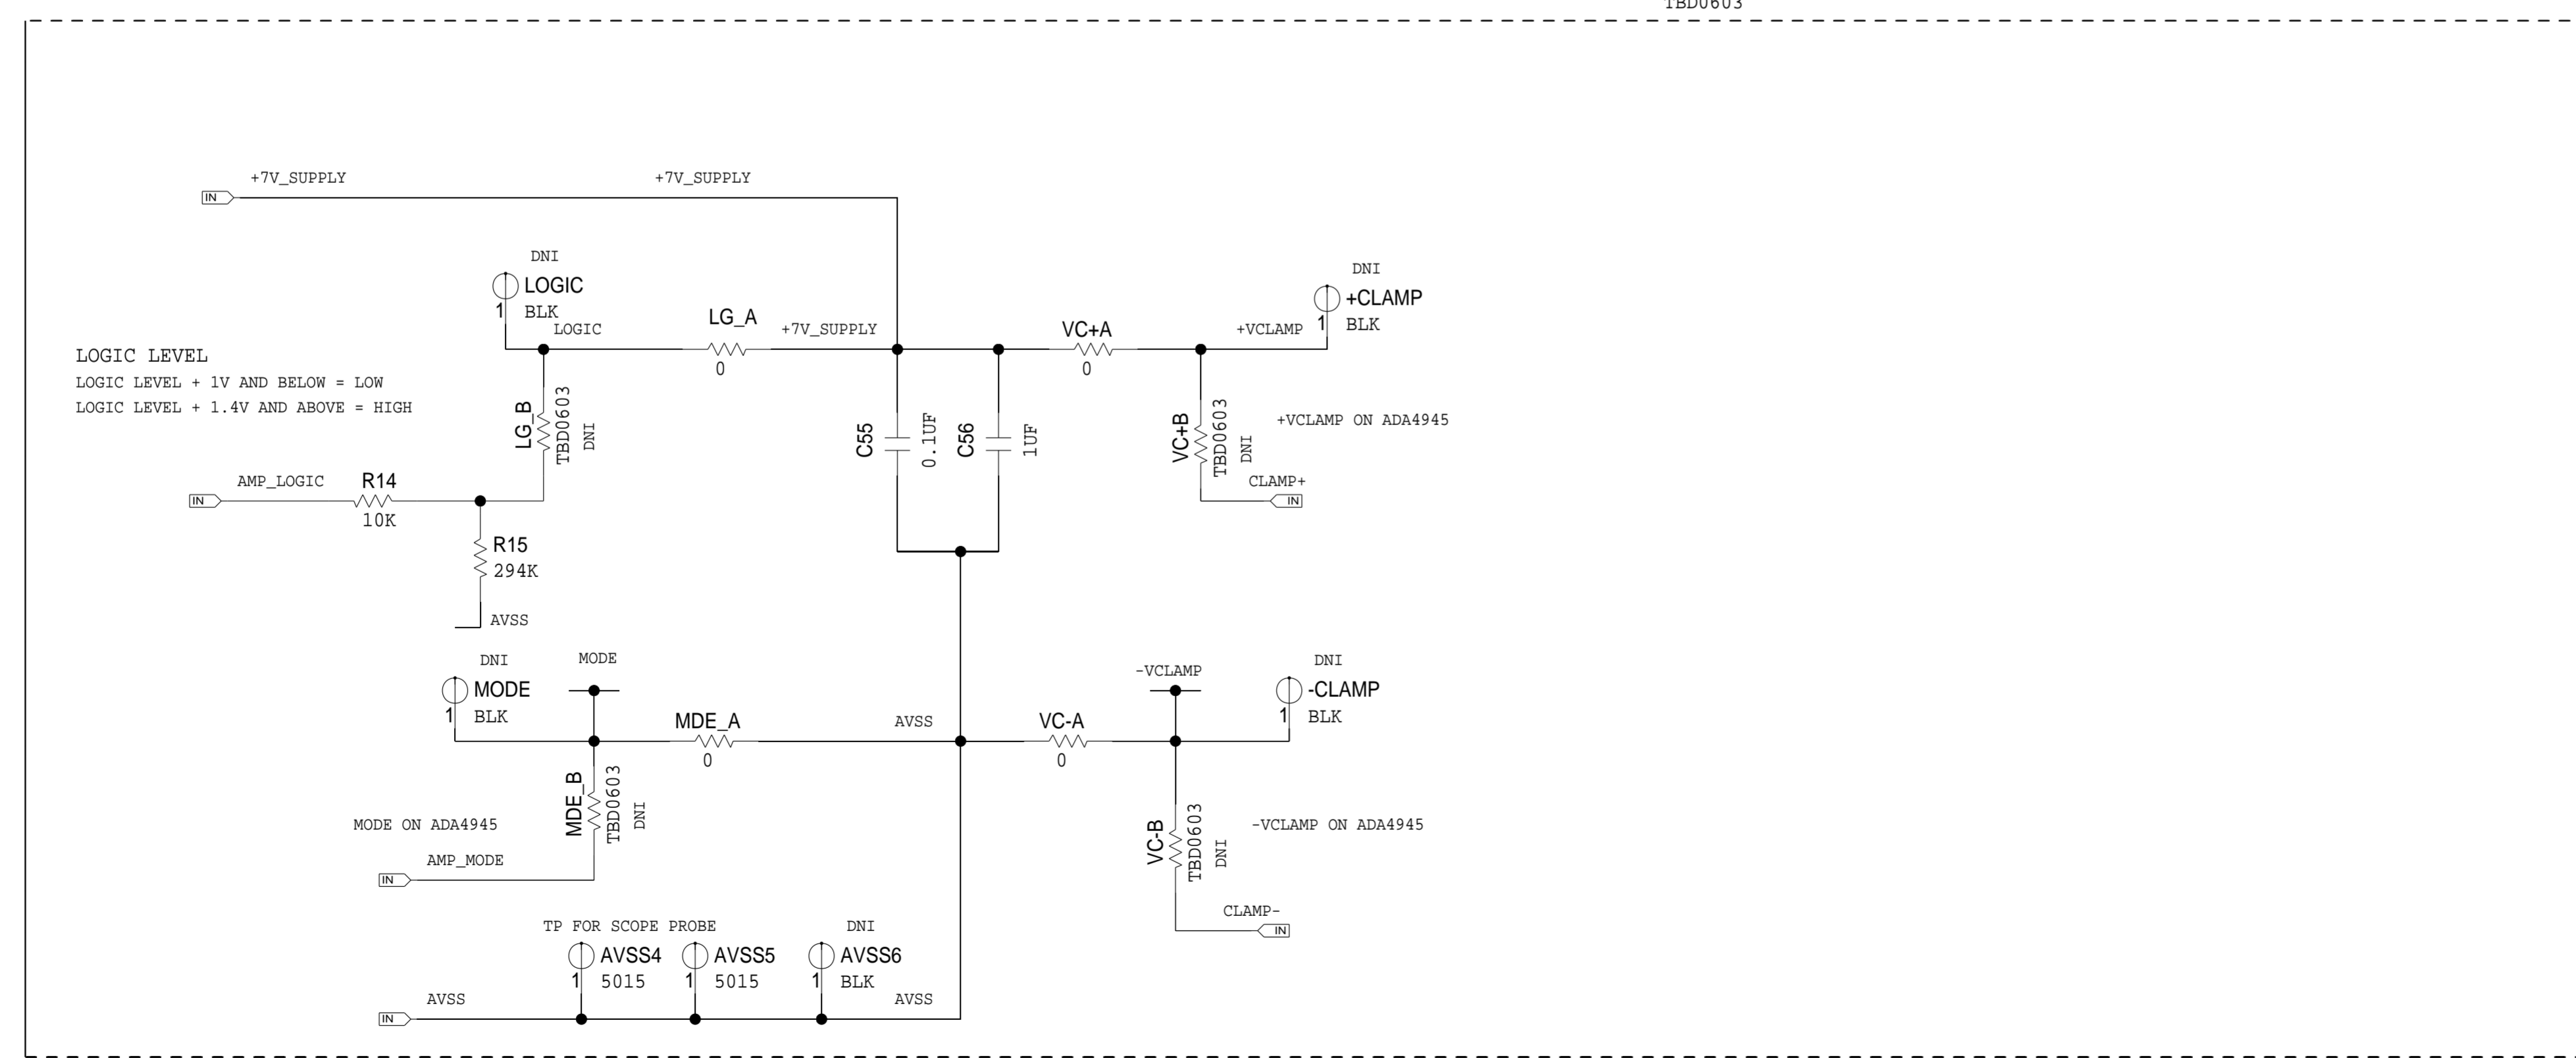 TBD0603
+7V_SUPPLY
+7V_SUPPLY
IN
DNI
LOGIC
1
BLK
LOGIC
LG_A
0
+7V_SUPPLY
VC+A
0
DNI
+CLAMP
+VCLAMP
1
BLK
LOGIC LEVEL
LOGIC LEVEL + 1V AND BELOW = LOW
LOGIC LEVEL + 1.4V AND ABOVE = HIGH
LG_B
TBD0603
DNI
C55
0.1UF
C56
1UF
VC+B
TBD0603
DNI
+VCLAMP ON ADA4945
CLAMP+
IN
IN
AMP_LOGIC
R14
10K
R15
294K
AVSS
DNI
MODE
1
BLK
MODE
MDE_A
0
AVSS
VC-A
0
-VCLAMP
DNI
-CLAMP
1
BLK
MDE_B
TBD0603
DNI
MODE ON ADA4945
AMP_MODE
IN
VC-B
TBD0603
DNI
-VCLAMP ON ADA4945
CLAMP-
IN
TP FOR SCOPE PROBE
AVSS4
1
5015
AVSS5
1
5015
DNI
AVSS6
1
BLK
AVSS
IN
AVSS